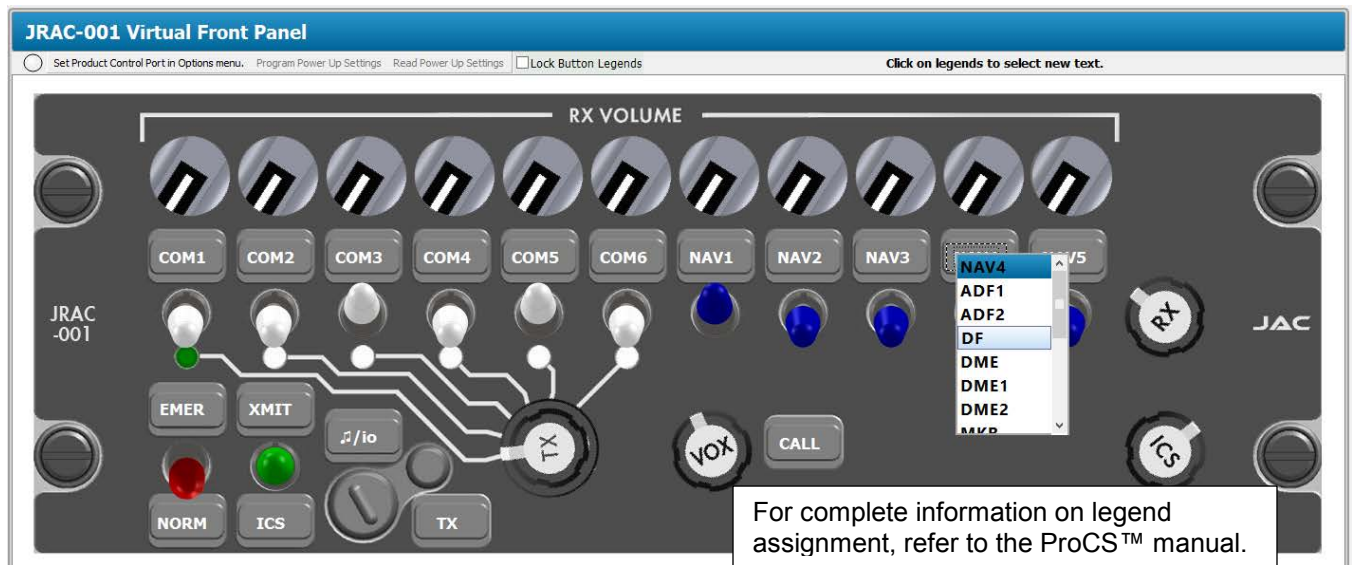 JRAC-001 Virtual Front Panel
Set Product Control Port in Options menu. Program Power Up Settings Read Power Up Settings Lock Button Legends Click on legends to select new text.
RX VOLUME
COM1 COM2 COM3 COM4 COM5 COM6 NAV1 NAV2 NAV3 V5
NAV4
ADF1
ADF2
DF
DME
DME1
DME2
MKR
JRAC
-001
RX
JAC
EMER XMIT
♫/io
TX
VOX
CALL
ICS
NORM ICS TX
For complete information on legend
assignment, refer to the ProCS™ manual.